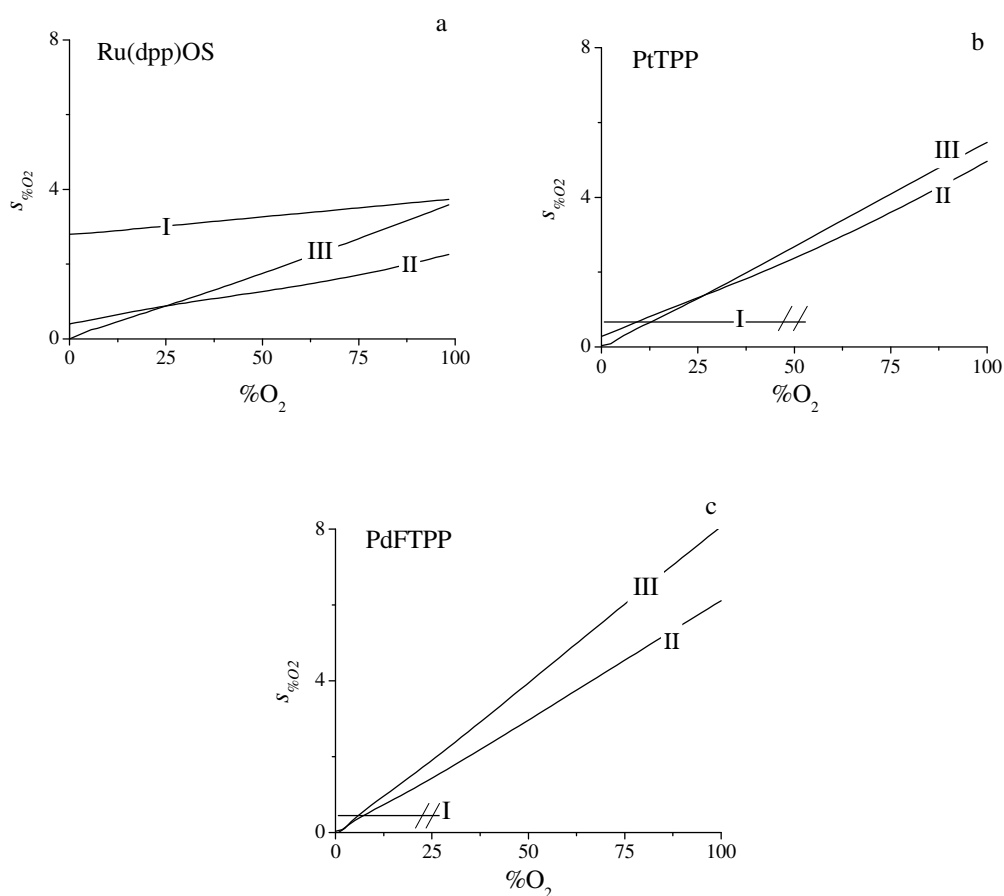 a
Ru(dpp)OS
8
4
0
s%O2
I
III
II
0 25 50 75 100
%O2
b
PtTPP
8
4
0
s%O2
III
II
I
0 25 50 75 100
%O2
c
PdFTPP
8
4
0
s%O2
III
II
I
0 25 50 75 100
%O2